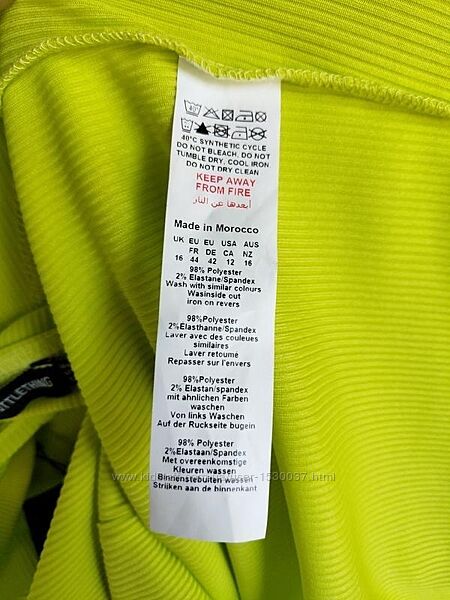 40°C SYNTHETIC CYCLE
DO NOT BLEACH, DO NOT
TUMBLE DRY, COOL IRON
DO NOT DRY CLEAN
KEEP AWAY
FROM FIRE
أبعدها عن النار
Made in Morocco
UK EU EU USA AUS
FR DE CA NZ
16 44 42 12 16
98% Polyester
2% Elastane/Spandex
Wash with similar colours
Wasinside out
iron on revers
98%Polyester
2%Elasthanne/Spandex
Laver avec des couleues
similaires
Laver retoume
Repasser sur l'envers
98%Polyester
2% Elastan/spandex
mit ahnlichen Farben
waschen
Von links Waschen
Auf der Ruckseite bugein
98% Polyester
2%Elastaan/Spandex
Met overeenkomstige
Kleuren wassen
Binnenstebuiten wassen
Strijken aan de binnenkant